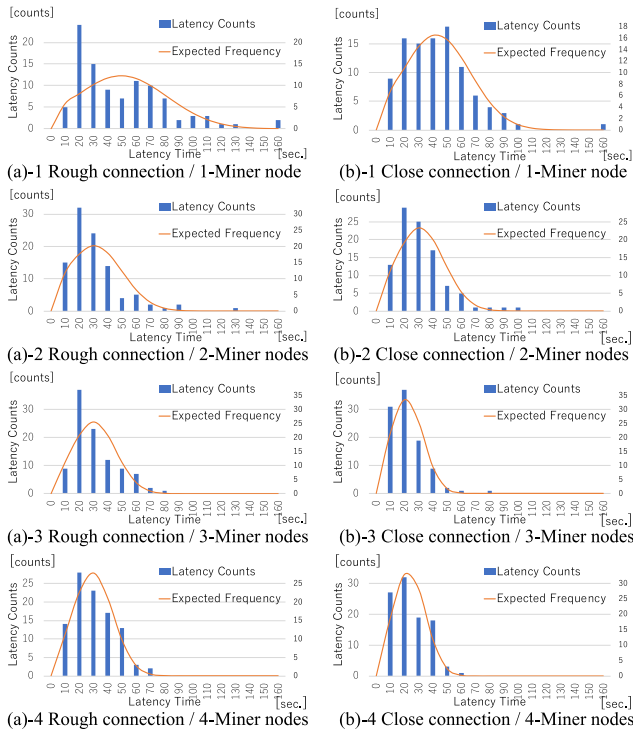 [counts]
Latency Counts
Expected Frequency
Latency Counts
25
20
15
10
5
0
20
15
10
5
0
0 10 20 30 40 50 60 70 80 90 100 110 120 130 140 150 160
Latency Time
[sec.]
(a)-1 Rough connection / 1-Miner node
[counts]
Latency Counts
Expected Frequency
Latency Counts
15
10
5
0
18
16
14
12
10
8
6
4
2
0
0 10 20 30 40 50 60 70 80 90 100 110 120 130 140 150 160
Latency Time
[sec.]
(b)-1 Close connection / 1-Miner node
[counts]
Latency Counts
Expected Frequency
Latency Counts
30
20
10
0
30
25
20
15
10
5
0
0 10 20 30 40 50 60 70 80 90 100 110 120 130 140 150 160
Latency Time
[sec.]
(a)-2 Rough connection / 2-Miner nodes
[counts]
Latency Counts
Expected Frequency
Latency Counts
30
20
10
0
25
20
15
10
5
0
0 10 20 30 40 50 60 70 80 90 100 110 120 130 140 150 160
Latency Time
[sec.]
(b)-2 Close connection / 2-Miner nodes
[counts]
Latency Counts
Expected Frequency
Latency Counts
30
20
10
0
35
30
25
20
15
10
5
0
0 10 20 30 40 50 60 70 80 90 100 110 120 130 140 150 160
Latency Time
[sec.]
(a)-3 Rough connection / 3-Miner nodes
[counts]
Latency Counts
Expected Frequency
Latency Counts
30
20
10
0
35
30
25
20
15
10
5
0
0 10 20 30 40 50 60 70 80 90 100 110 120 130 140 150 160
Latency Time
[sec.]
(b)-3 Close connection / 3-Miner nodes
[counts]
Latency Counts
Expected Frequency
Latency Counts
25
20
15
10
5
0
25
20
15
10
5
0
0 10 20 30 40 50 60 70 80 90 100 110 120 130 140 150 160
Latency Time
[sec.]
(a)-4 Rough connection / 4-Miner nodes
[counts]
Latency Counts
Expected Frequency
Latency Counts
30
20
10
0
30
25
20
15
10
5
0
0 10 20 30 40 50 60 70 80 90 100 110 120 130 140 150 160
Latency Time
[sec.]
(b)-4 Close connection / 4-Miner nodes